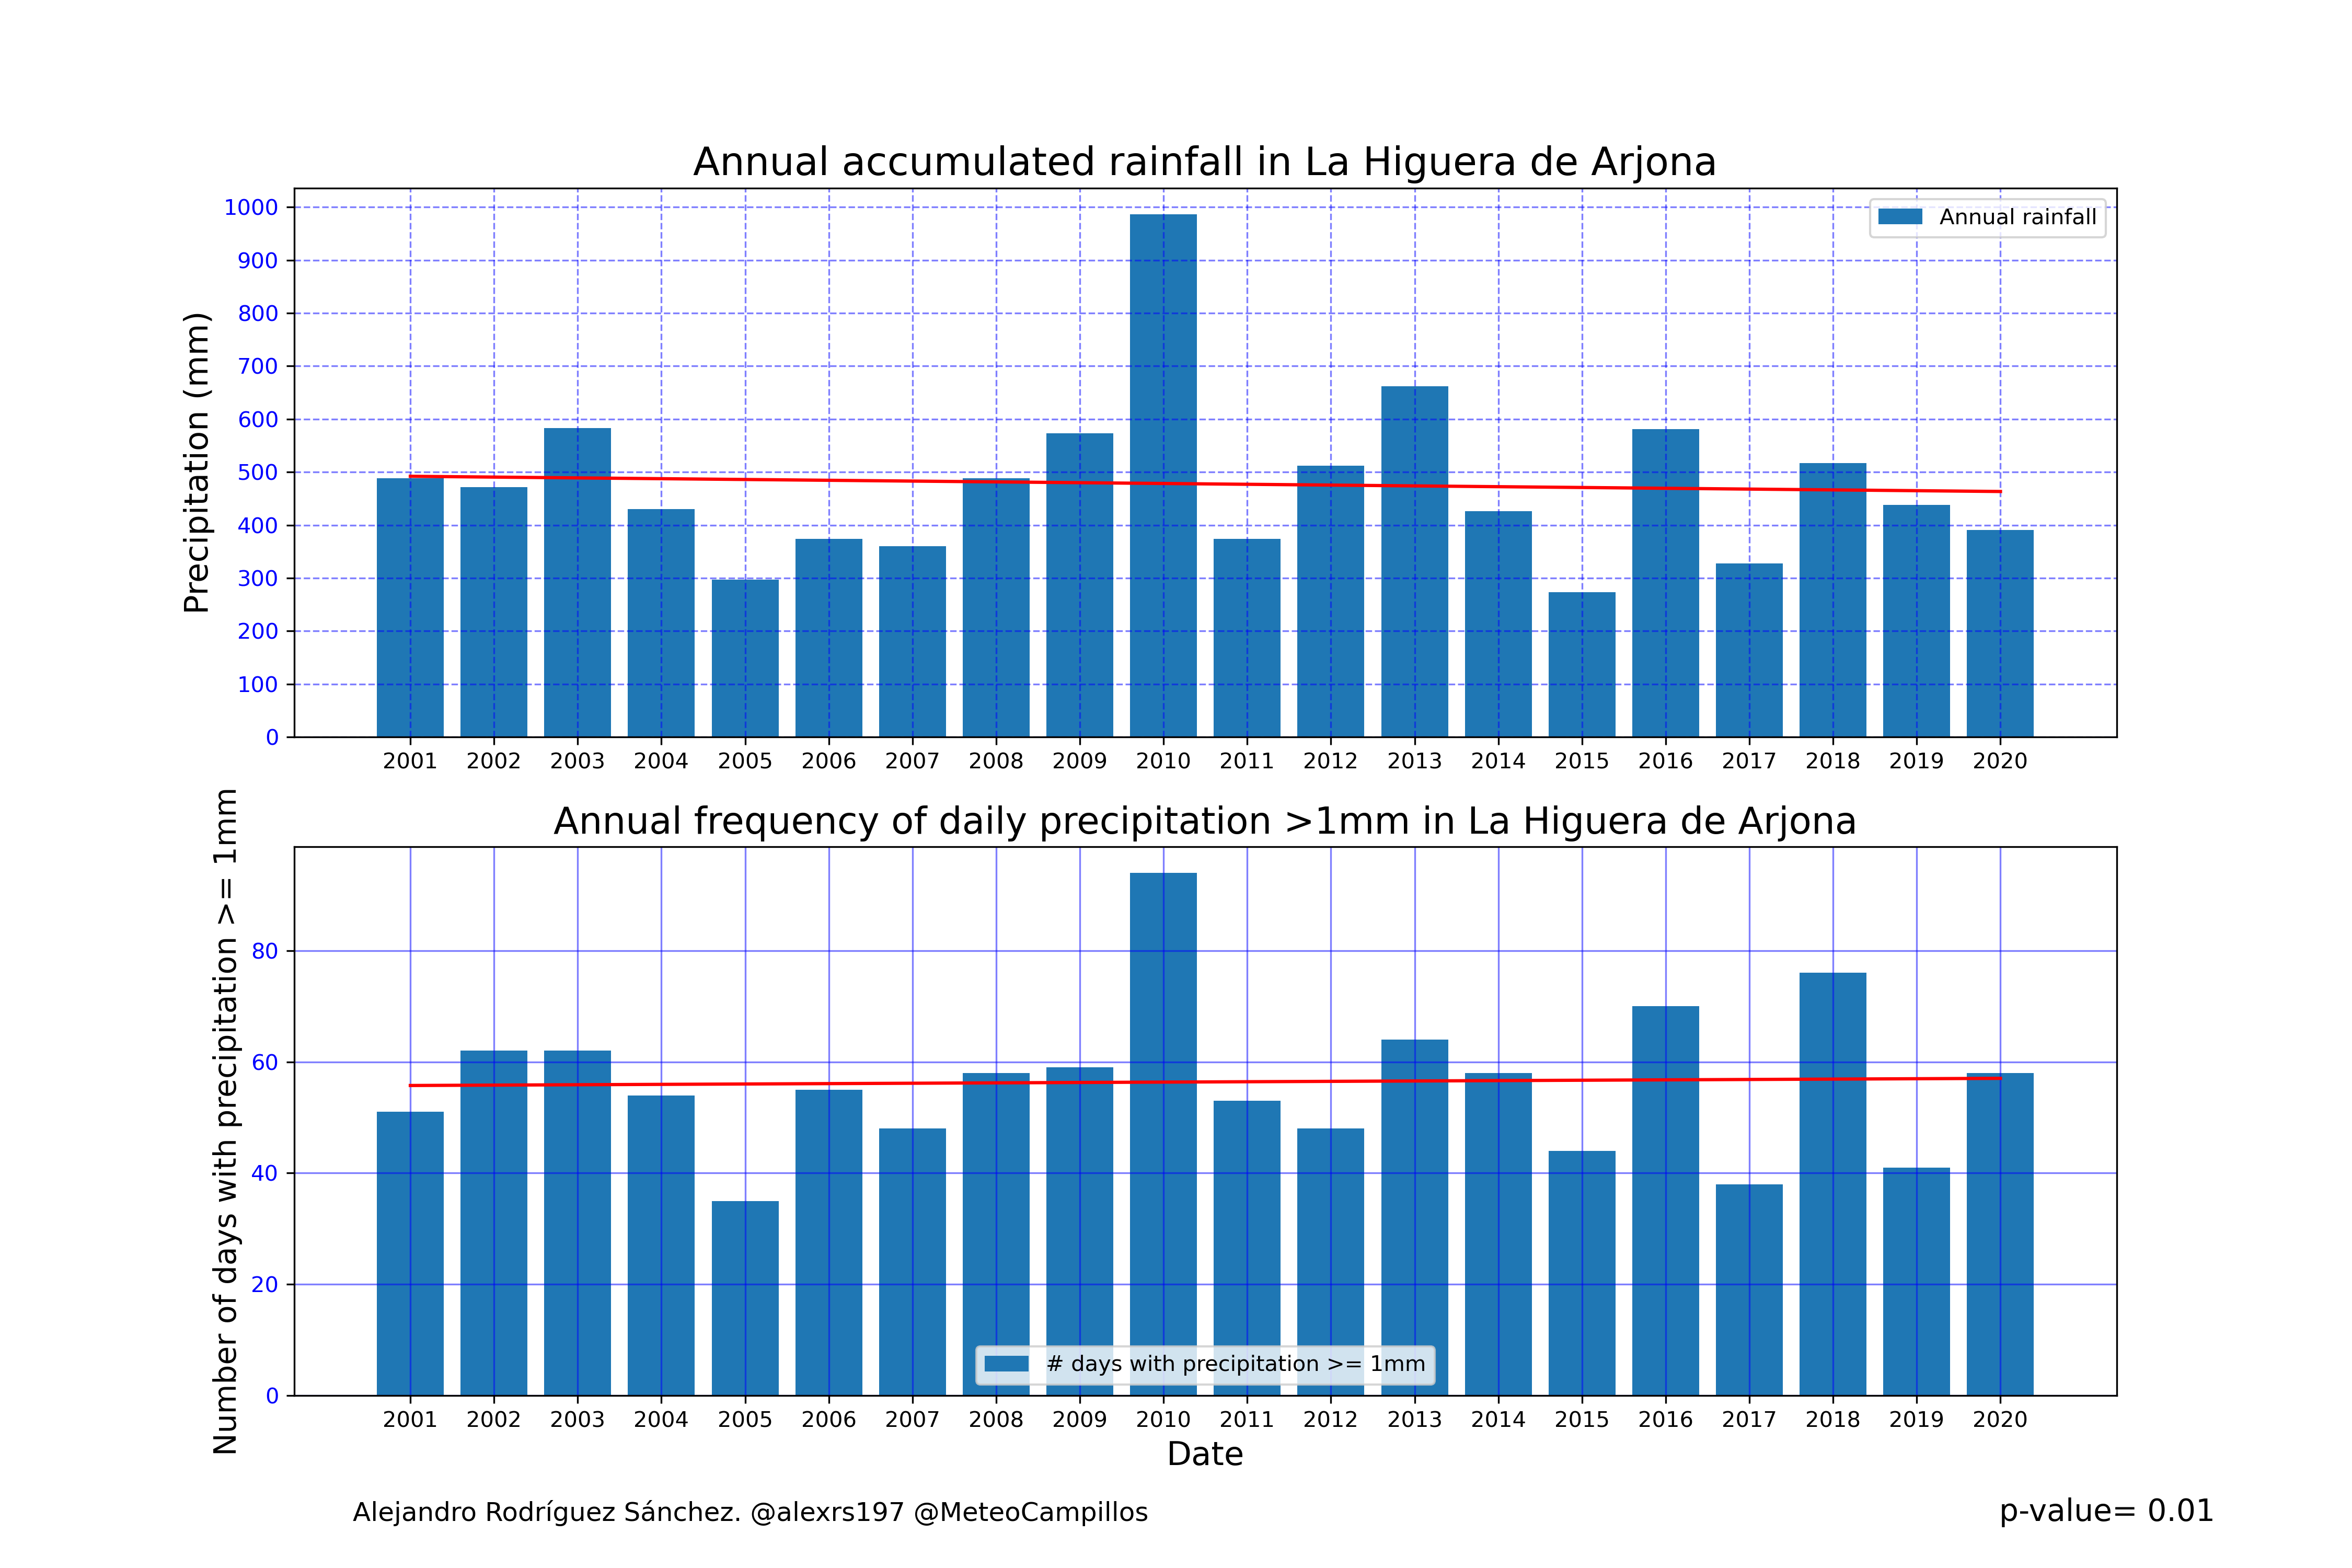 Annual accumulated rainfall in La Higuera de Arjona
Precipitation (mm)
1000
900
800
700
600
500
400
300
200
100
0
Annual rainfall
2001 2002 2003 2004 2005 2006 2007 2008 2009 2010 2011 2012 2013 2014 2015 2016 2017 2018 2019 2020
Annual frequency of daily precipitation >1mm in La Higuera de Arjona
Number of days with precipitation >= 1mm
80
60
40
20
0
# days with precipitation >= 1mm
2001 2002 2003 2004 2005 2006 2007 2008 2009 2010 2011 2012 2013 2014 2015 2016 2017 2018 2019 2020
Date
Alejandro Rodríguez Sánchez. @alexrs197 @MeteoCampillos
p-value= 0.01